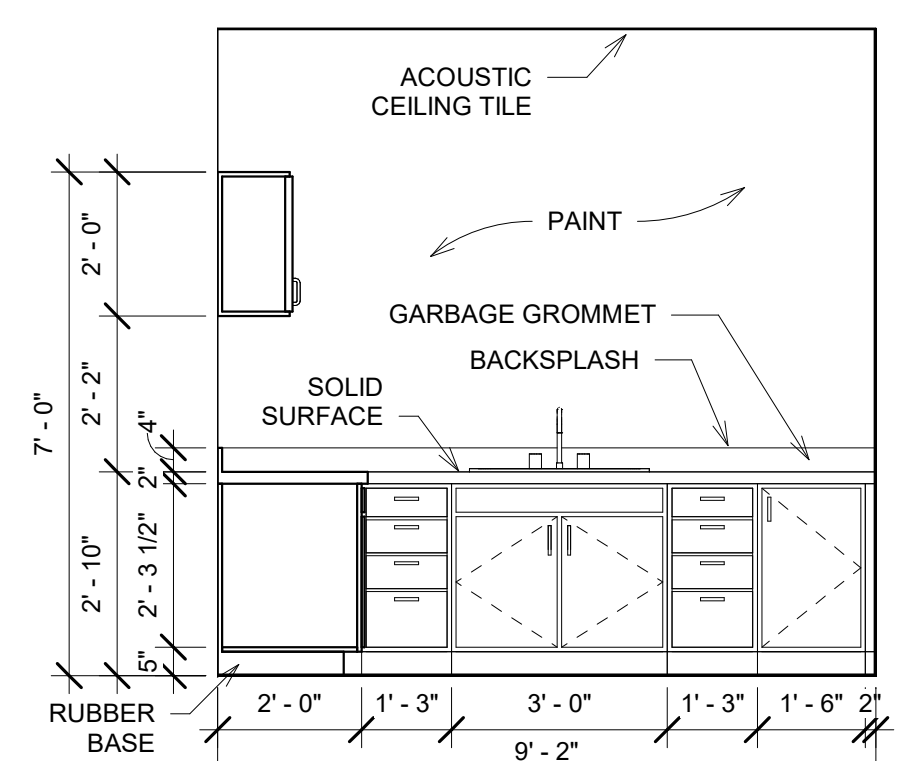 ACOUSTIC
CEILING TILE
PAINT
GARBAGE GROMMET
BACKSPLASH
SOLID
SURFACE
7' - 0"
2' - 0"
2' - 2"
2' - 10"
4"
2"
2' - 3 1/2"
5"
RUBBER
BASE
2' - 0" 1' - 3" 3' - 0" 1' - 3" 1' - 6" 2"
9' - 2"